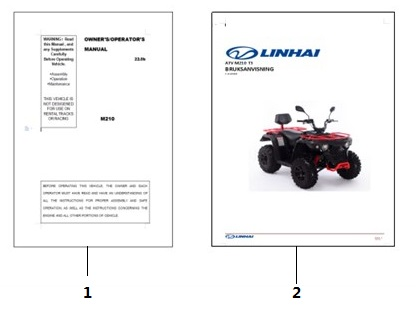 WARNING: Read
this Manual , and
any Supplements
Carefully
Before Operating
Vehicle.
•Assembly
•Operation
•Maintenance
THIS VEHICLE IS
NOT DESIGNED
FOR USE ON
RENTAL TRACKS
OR RACING
OWNER'S/OPERATOR'S
MANUAL
M210
BEFORE OPERATING THIS VEHICLE, THE OWNER AND EACH
OPERATOR MUST HAVE READ AND HAVE AN UNDERSTANDING OF
ALL THE INSTRUCTIONS FOR PROPER ASSEMBLY AND SAFE
OPERATION AS WELL AS THE INSTRUCTIONS CONCERNING THE
ENGINE AND ALL OTHER PORTIONS OF VEHICLE.
1
LINHAI
ATV M210 T3
BRUKSANVISNING
LINHAI
2